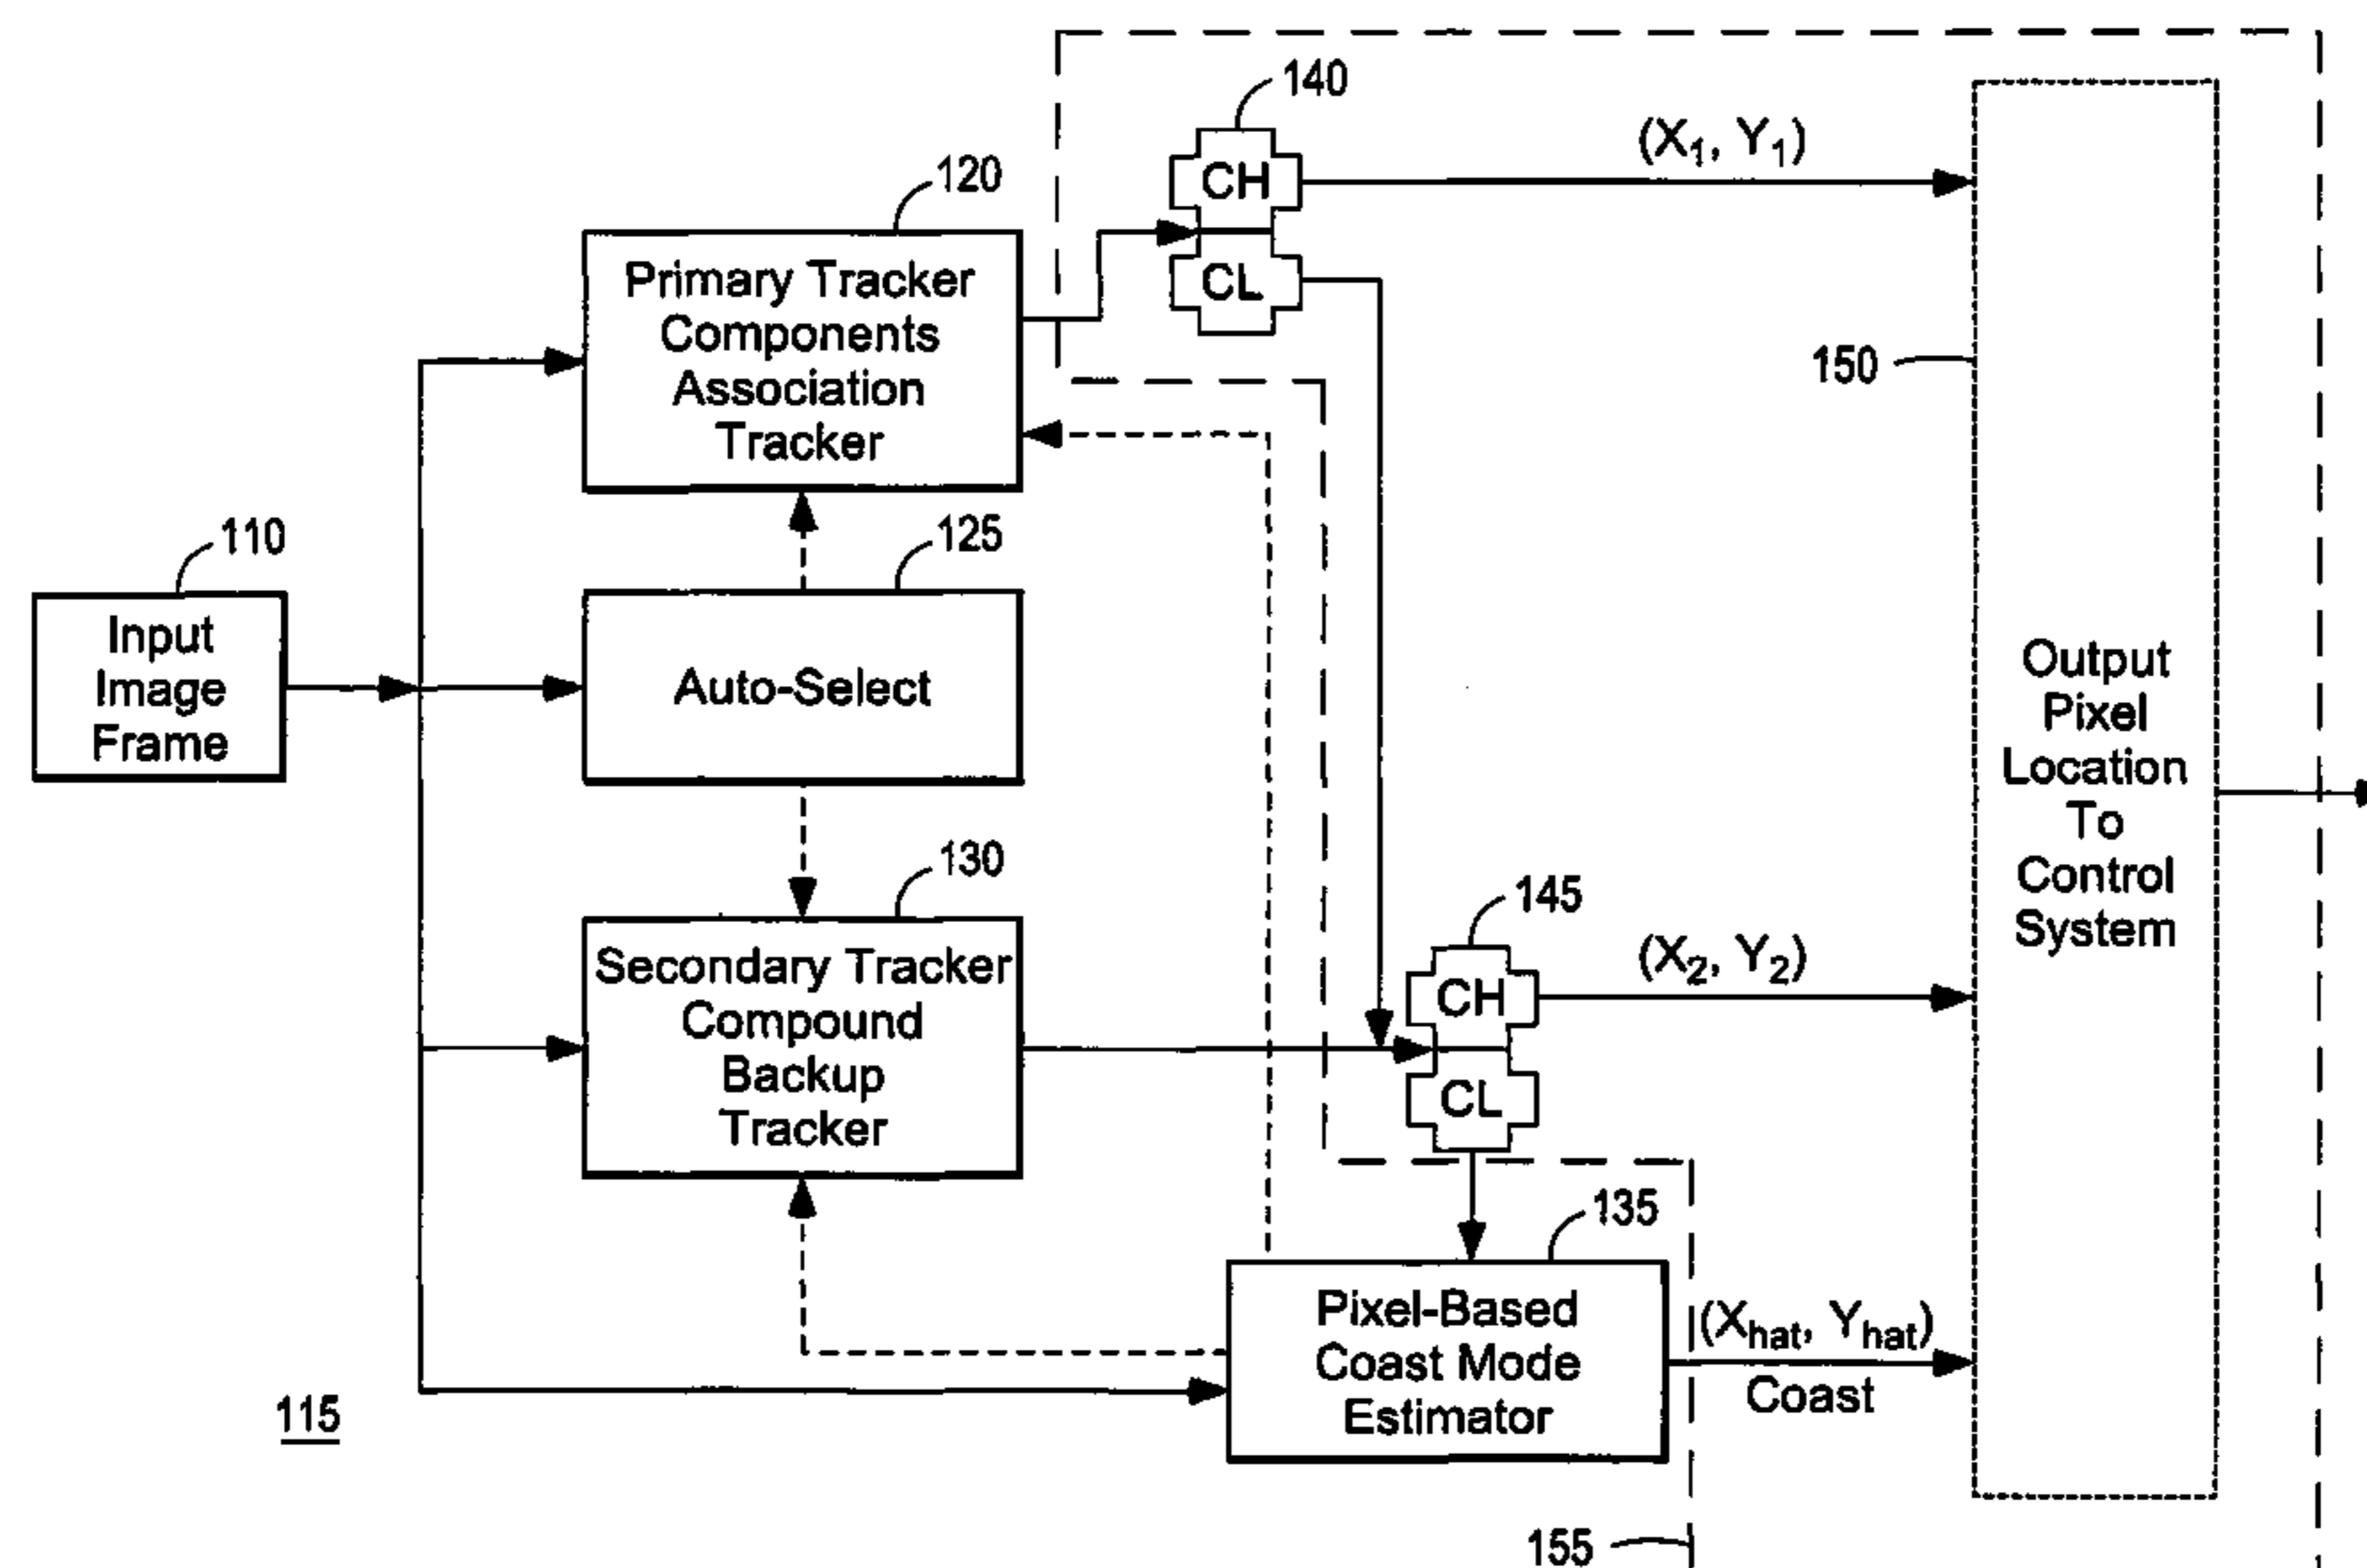 140
CH
CL
(X1, Y1)
120
Primary Tracker
Components
Association
Tracker
150
110
Input
Image
Frame
125
Auto-Select
Output
Pixel
Location
To
Control
System
130
Secondary Tracker
Compound
Backup
Tracker
145
CH
CL
(X2, Y2)
135
Pixel-Based
Coast Mode
Estimator
(Xhat, Yhat)
Coast
115
155